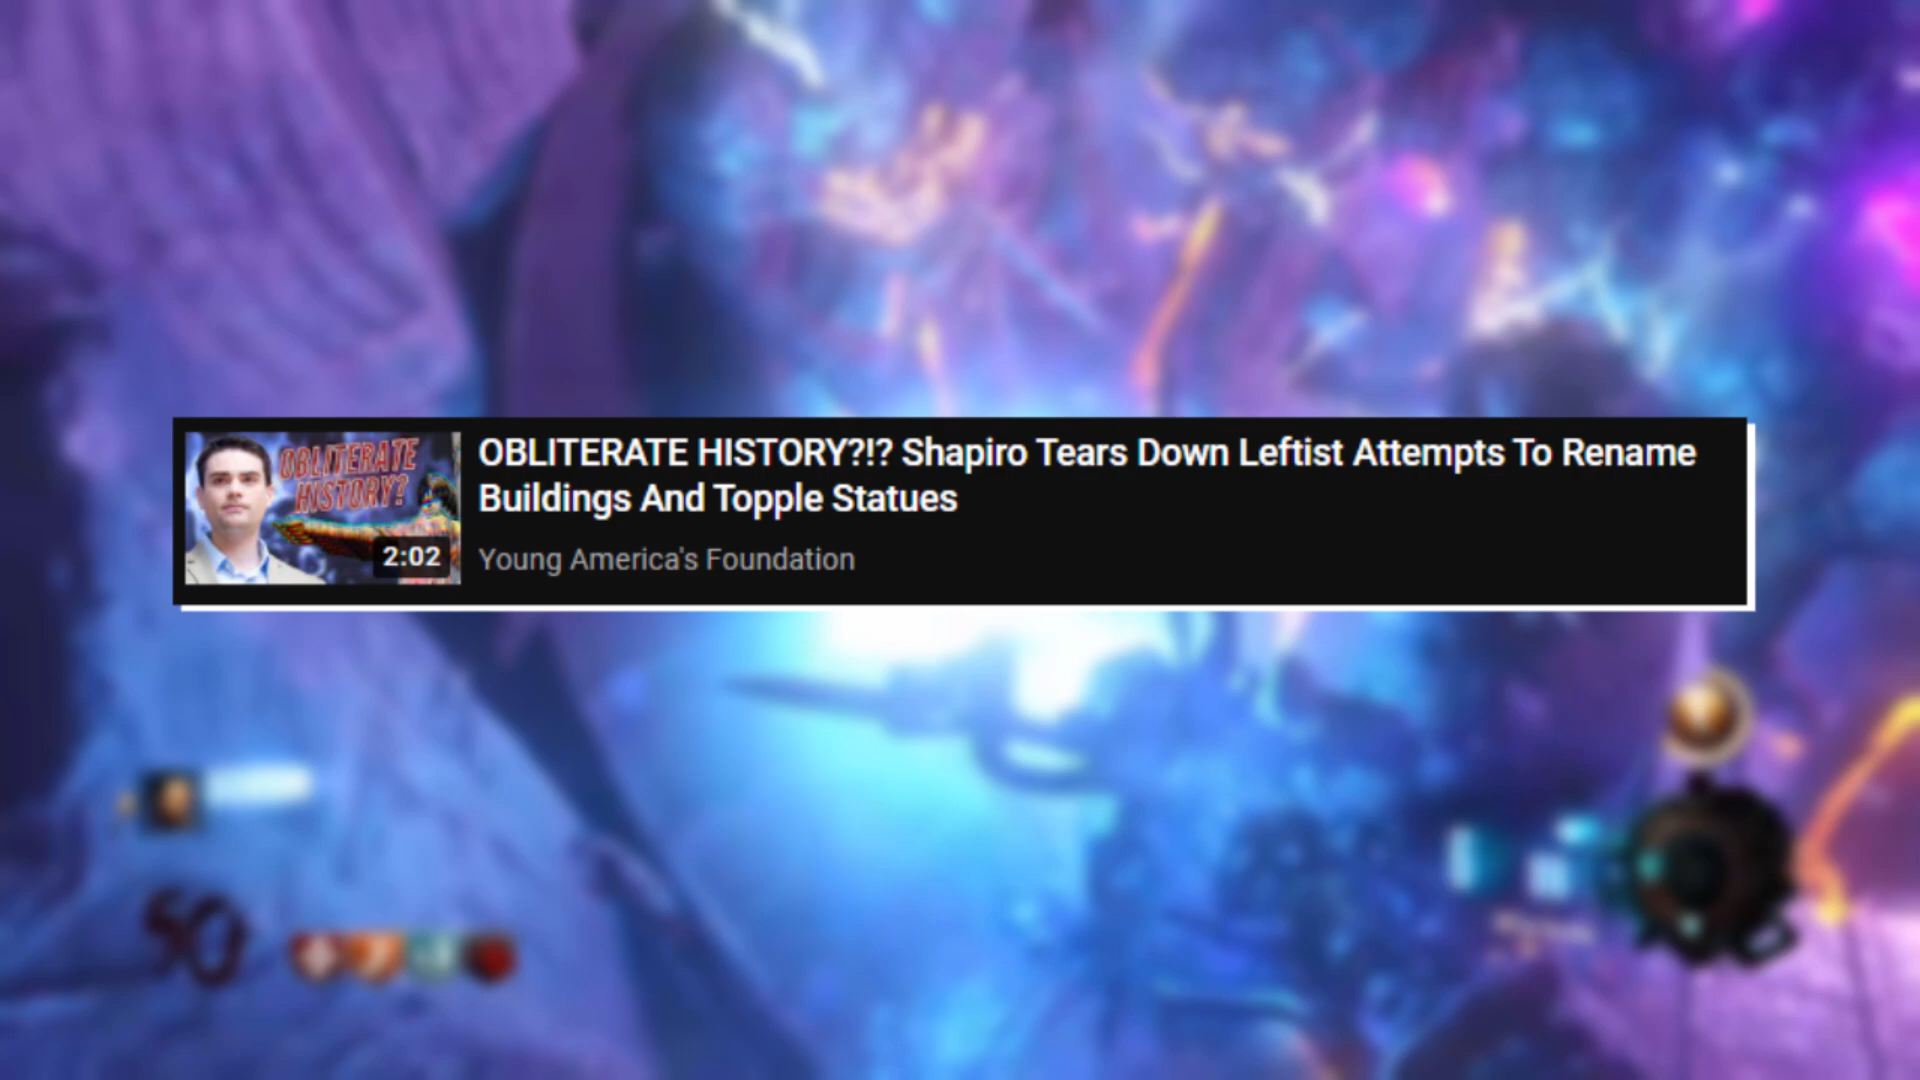 OBLITERATE
HISTORY?
2:02
OBLITERATE HISTORY?!? Shapiro Tears Down Leftist Attempts To Rename
Buildings And Topple Statues
Young America's Foundation
50